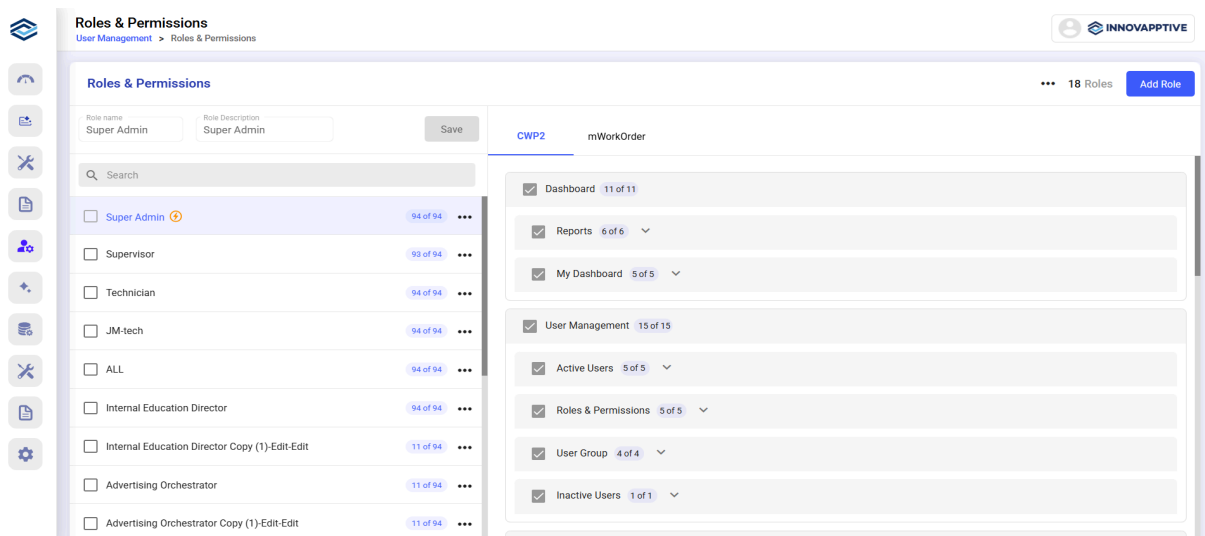 Roles & Permissions
User Management > Roles & Permissions
INNOVAPPTIVE
Roles & Permissions
18 Roles
Add Role
Role name
Super Admin
Role Description
Super Admin
Save
Search
Super Admin 94 of 94
Supervisor 93 of 94
Technician 94 of 94
JM-tech 94 of 94
ALL 94 of 94
Internal Education Director 94 of 94
Internal Education Director Copy (1)-Edit-Edit 11 of 94
Advertising Orchestrator 11 of 94
Advertising Orchestrator Copy (1)-Edit-Edit 11 of 94
CWP2 mWorkOrder
Dashboard 11 of 11
Reports 6 of 6
My Dashboard 5 of 5
User Management 15 of 15
Active Users 5 of 5
Roles & Permissions 5 of 5
User Group 4 of 4
Inactive Users 1 of 1